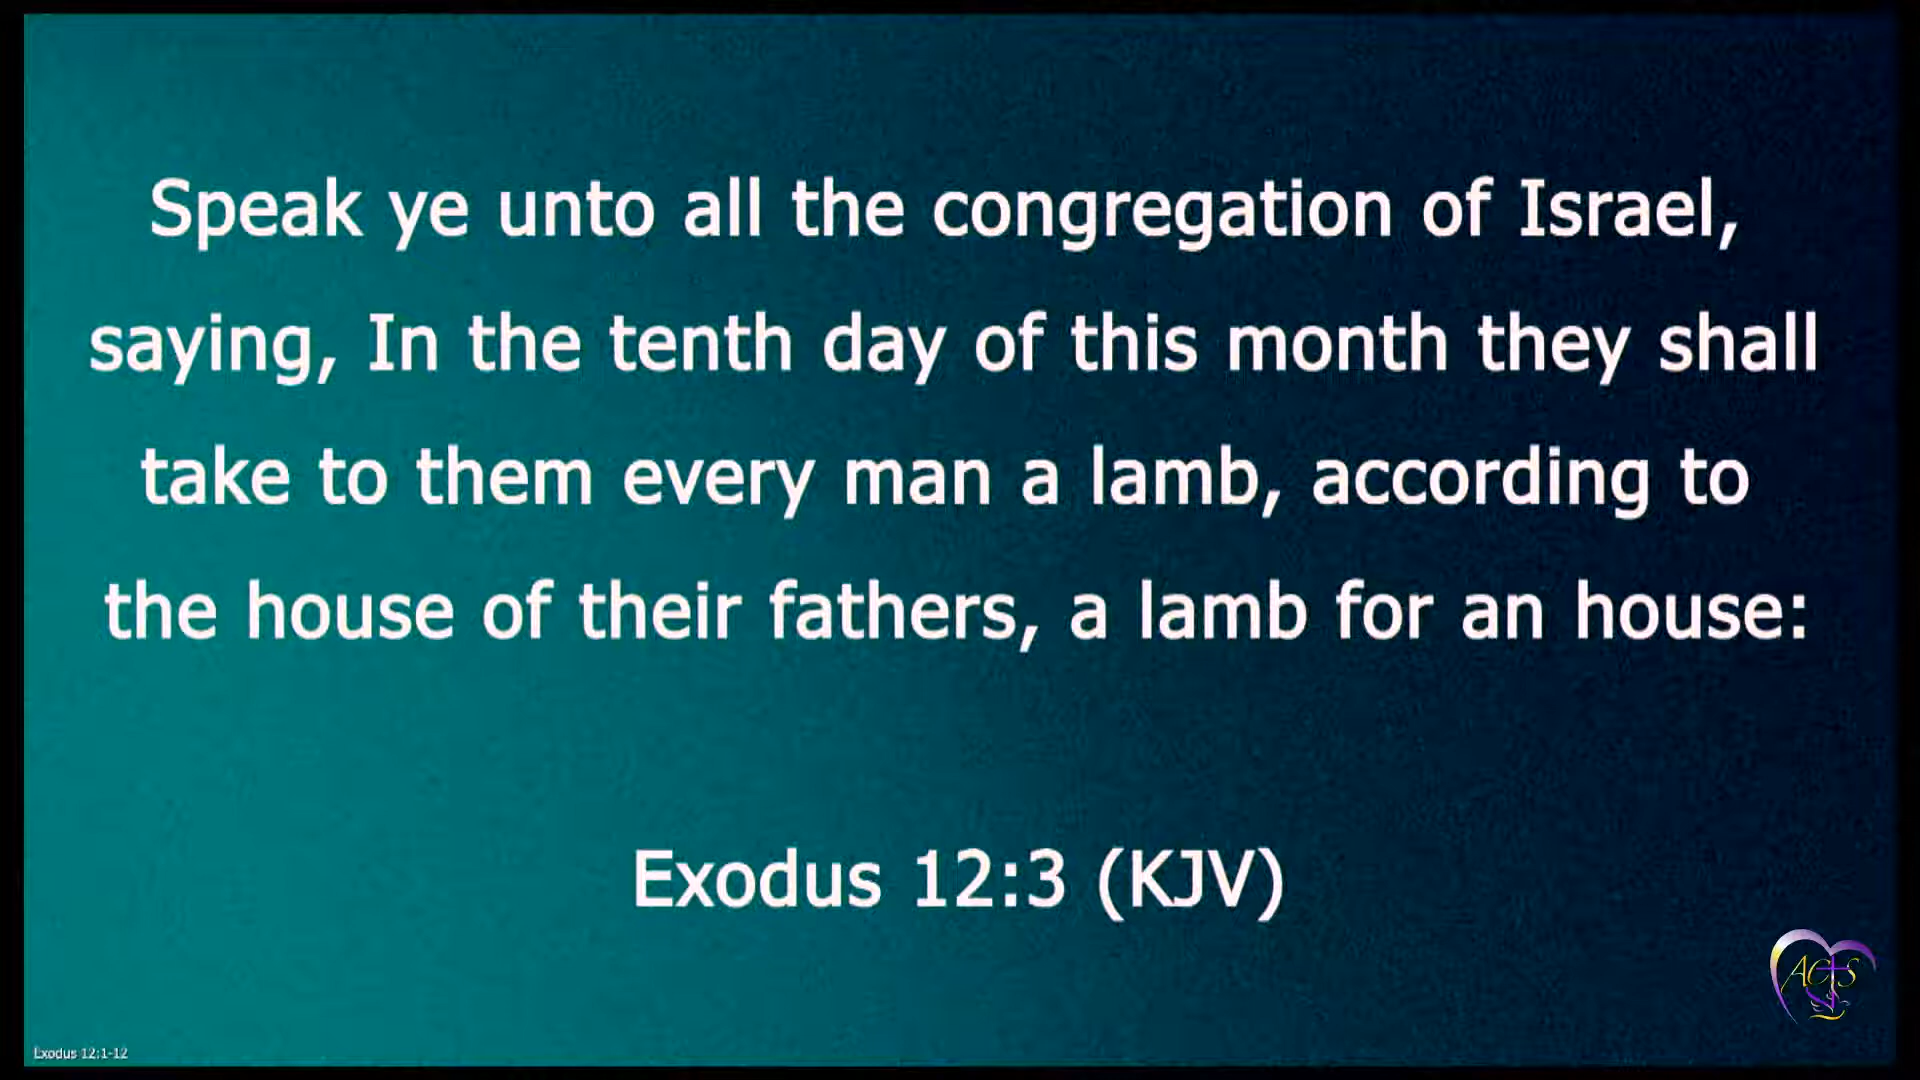 Speak ye unto all the congregation of Israel,
saying, In the tenth day of this month they shall
take to them every man a lamb, according to
the house of their fathers, a lamb for an house:
Exodus 12:3 (KJV)
ACTS
Exodus 12:1-12